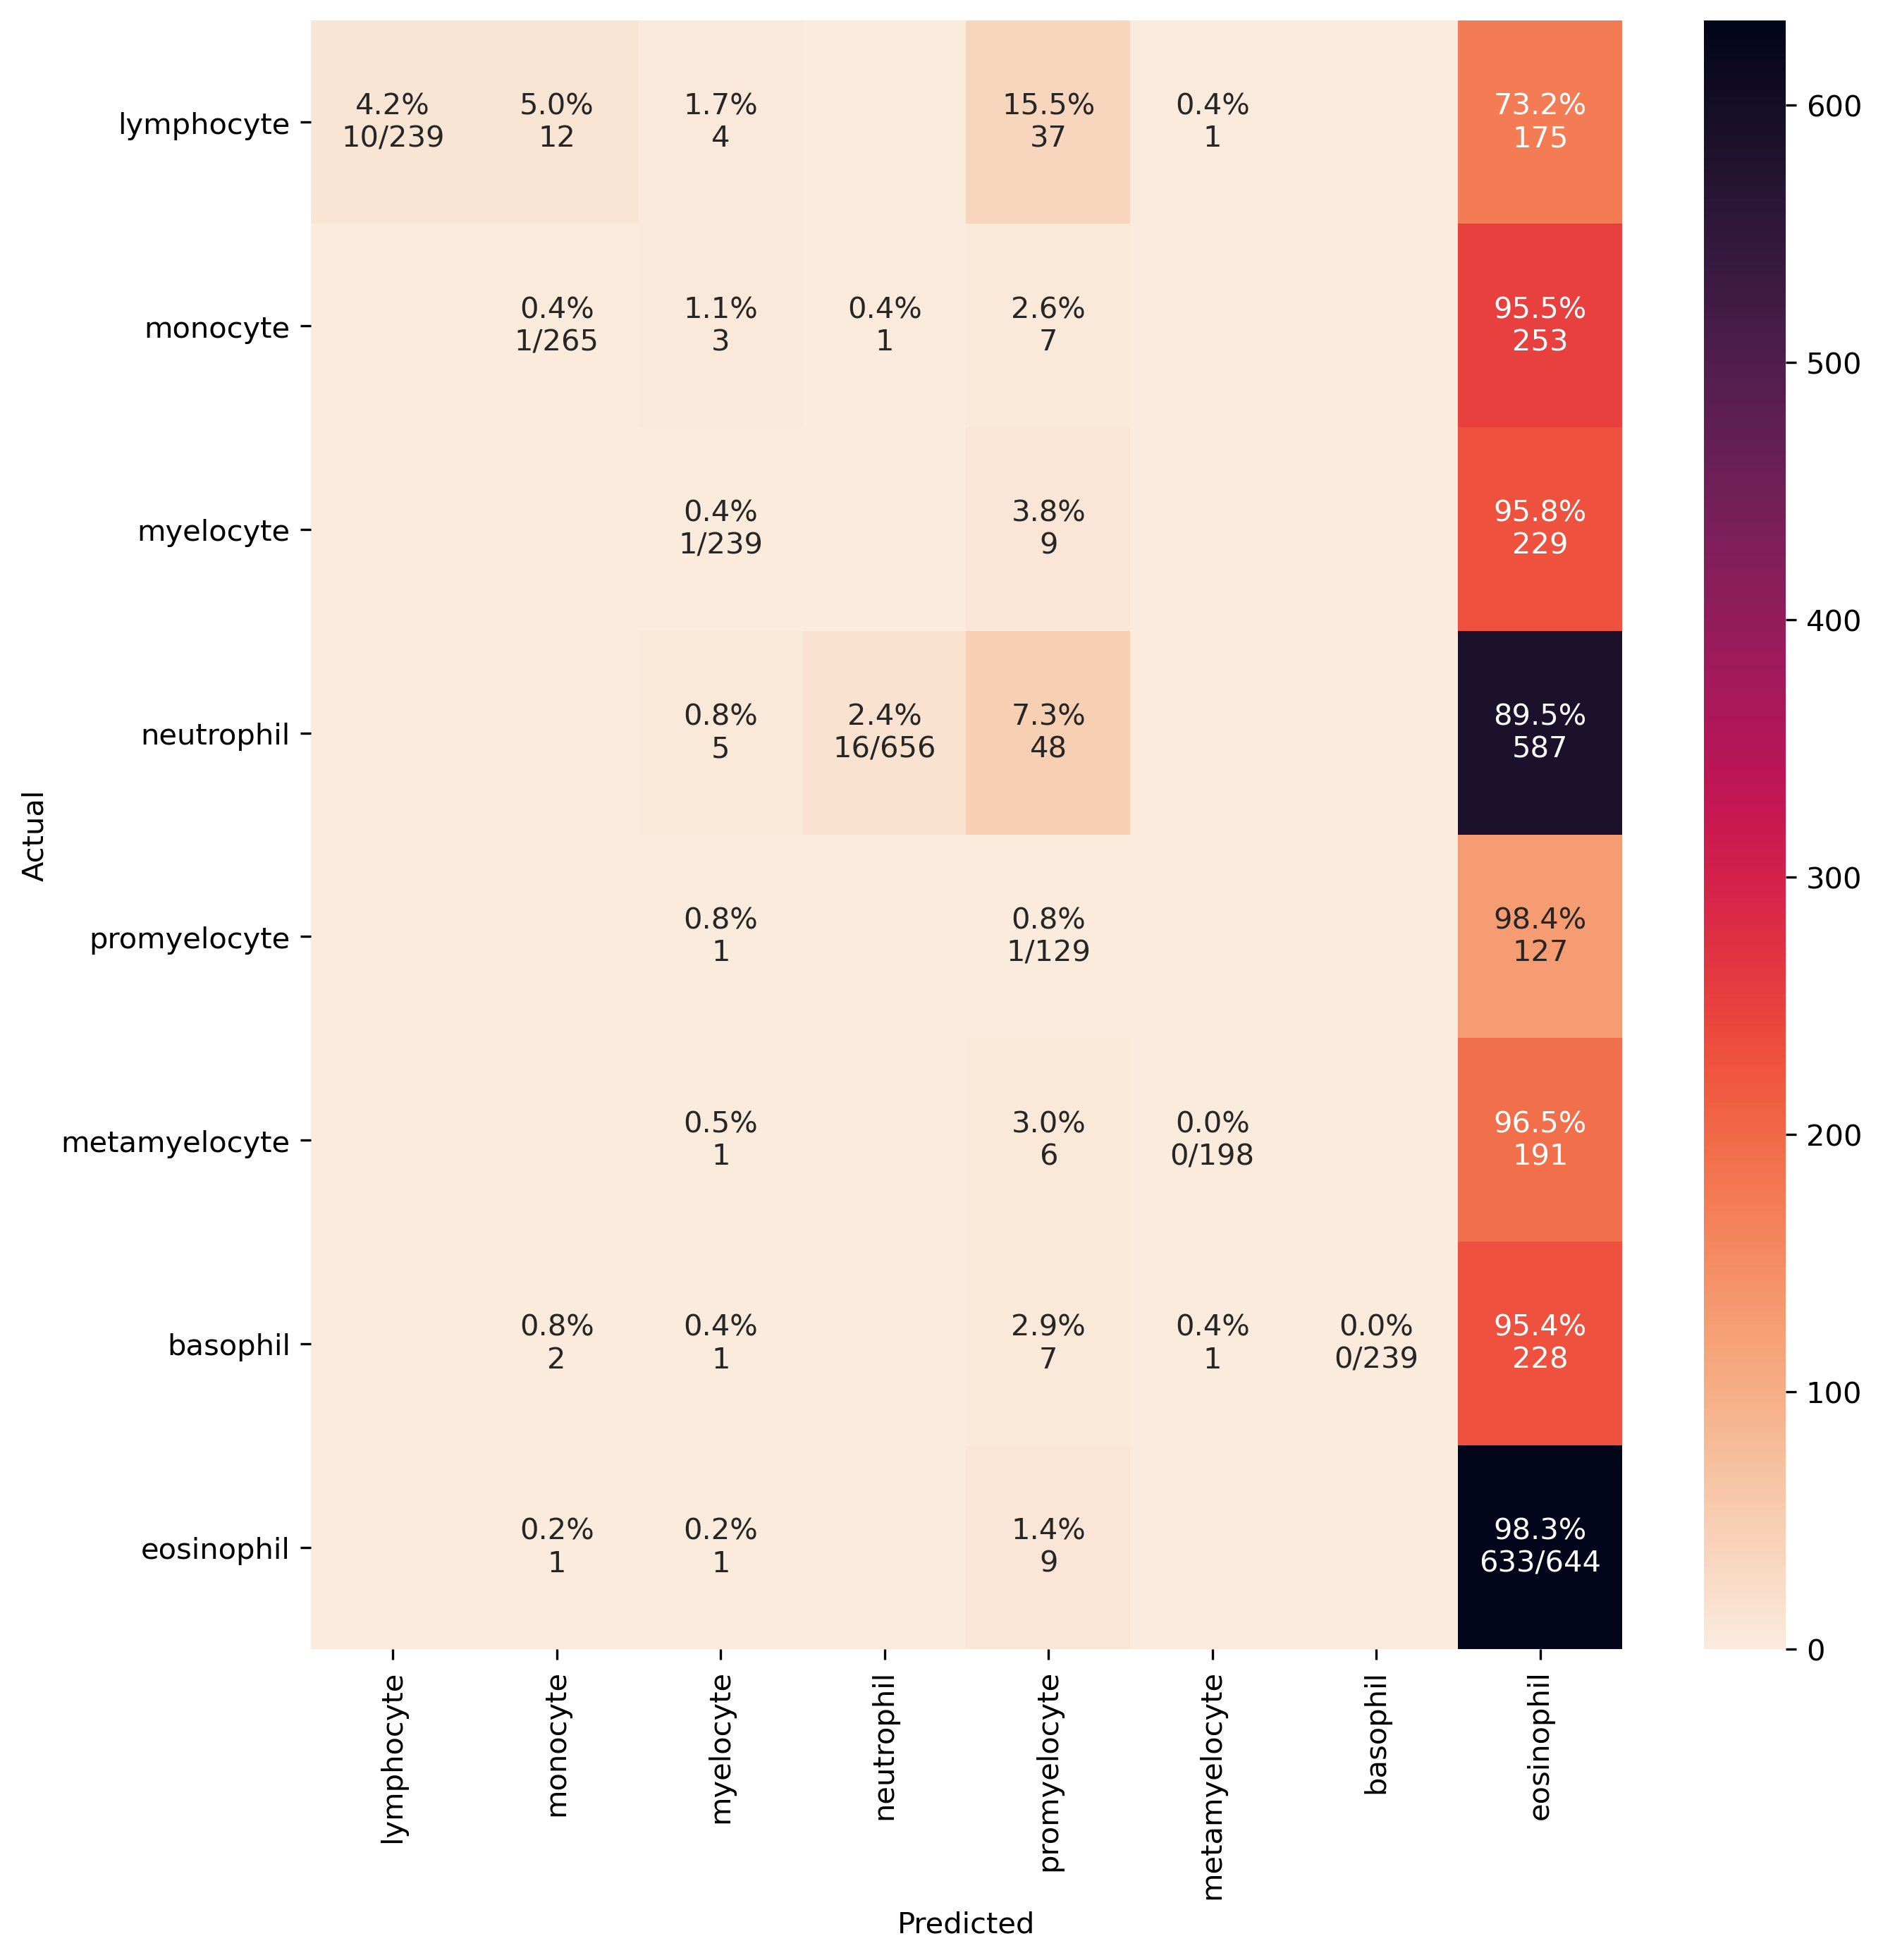 lymphocyte
4.2% 5.0% 1.7% 15.5% 0.4% 73.2%
10/239 12 4 37 1 175
monocyte
0.4% 1.1% 0.4% 2.6% 95.5%
1/265 3 1 7 253
myelocyte
0.4% 3.8% 95.8%
1/239 9 229
neutrophil
0.8% 2.4% 7.3% 89.5%
5 16/656 48 587
promyelocyte
0.8% 0.8% 98.4%
1 1/129 127
metamyelocyte
0.5% 3.0% 0.0% 96.5%
1 6 0/198 191
basophil
0.8% 0.4% 2.9% 0.4% 0.0% 95.4%
2 1 7 1 0/239 228
eosinophil
0.2% 0.2% 1.4% 98.3%
1 1 9 633/644
Actual
lymphocyte
monocyte
myelocyte
neutrophil
promyelocyte
metamyelocyte
basophil
eosinophil
Predicted
600
500
400
300
200
100
0